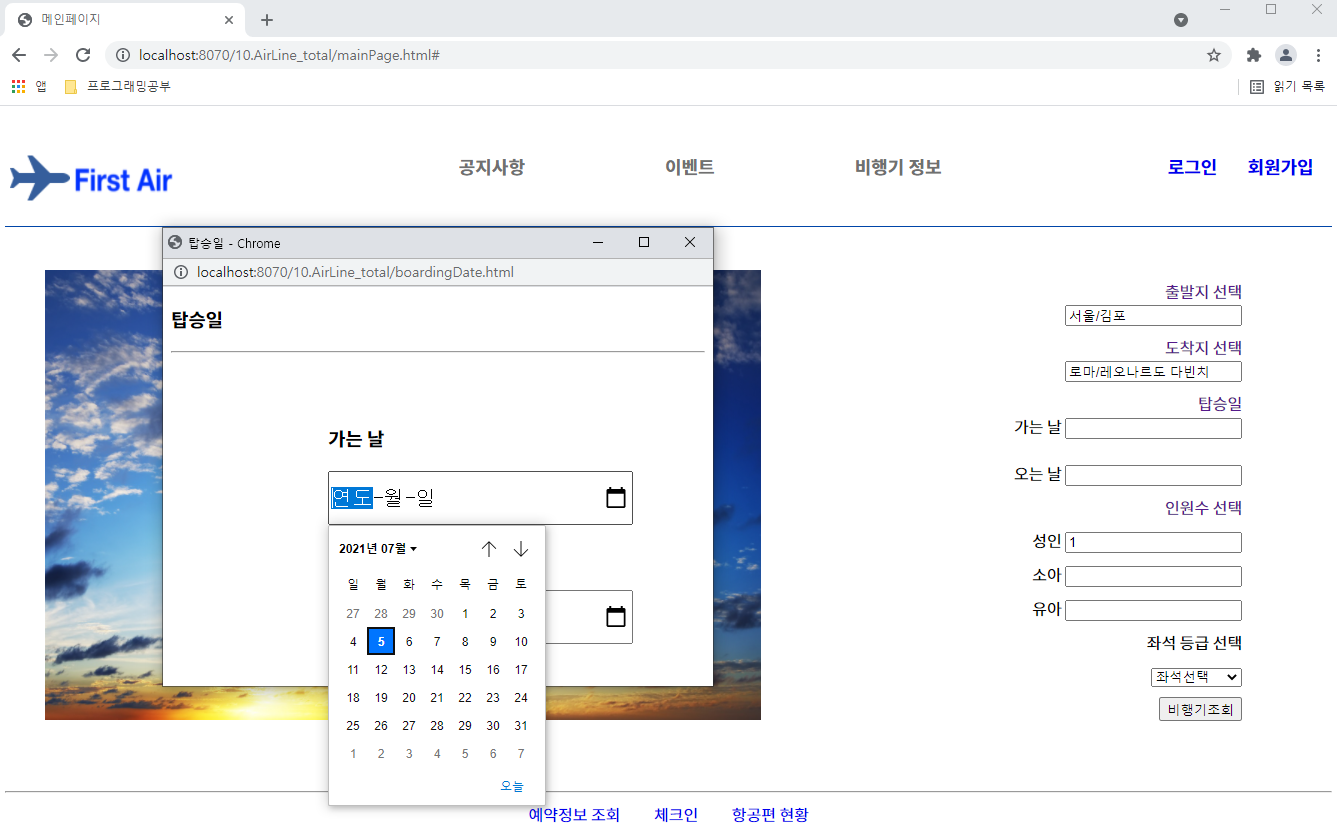 메인페이지
localhost:8070/10.AirLine_total/mainPage.html#
앱 프로그래밍공부 읽기 목록
First Air 공지사항 이벤트 비행기 정보 로그인 회원가입
탑승일 - Chrome
localhost:8070/10.AirLine_total/boardingDate.html
탑승일
가는 날
연도-월-일
2021년 07월
일 월 화 수 목 금 토
27 28 29 30 1 2 3
4 5 6 7 8 9 10
11 12 13 14 15 16 17
18 19 20 21 22 23 24
25 26 27 28 29 30 31
1 2 3 4 5 6 7
오늘
출발지 선택
서울/김포
도착지 선택
로마/레오나르도 다빈치
탑승일
가는 날
오는 날
인원수 선택
성인 1
소아
유아
좌석 등급 선택
좌석선택
비행기조회
예약정보 조회 체크인 항공편 현황